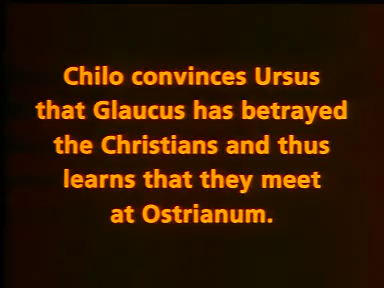 Chilo convinces Ursus
that Glaucus has betrayed
the Christians and thus
learns that they meet
at Ostrianum.